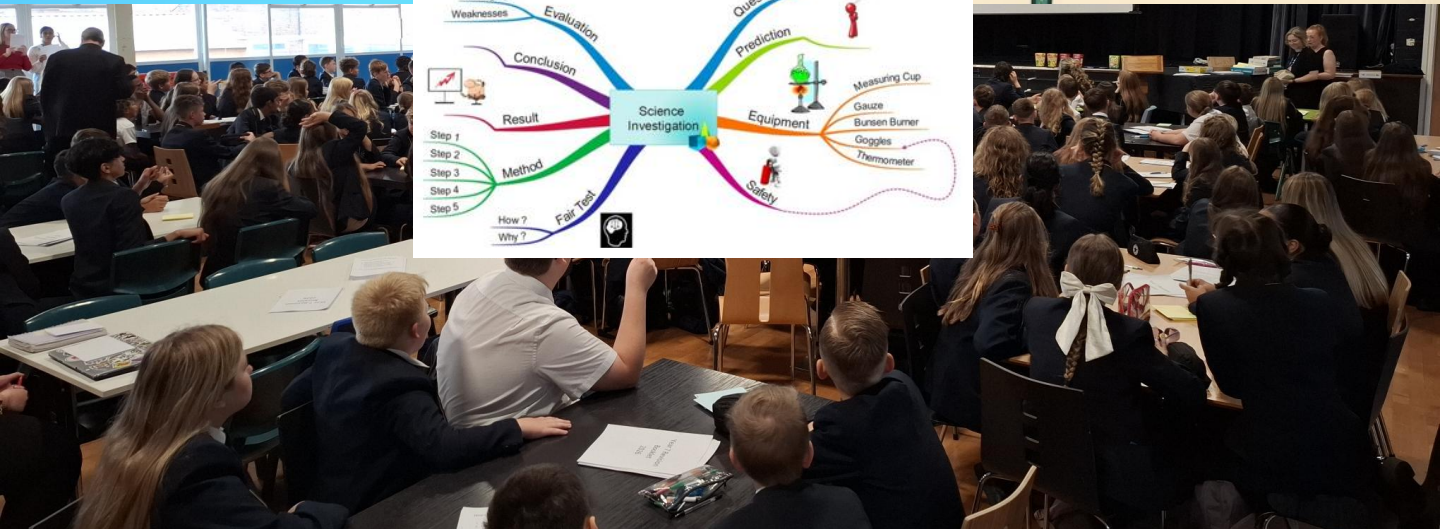 Weaknesses
Evaluation
Conclusion
Result
Step 1
Step 2
Step 3
Step 4
Step 5
Method
How ?
Why ?
Fair Test
Science
Investigation
Prediction
Equipment
Measuring Cup
Gauze
Bunsen Burner
Goggles
Thermometer
Safety